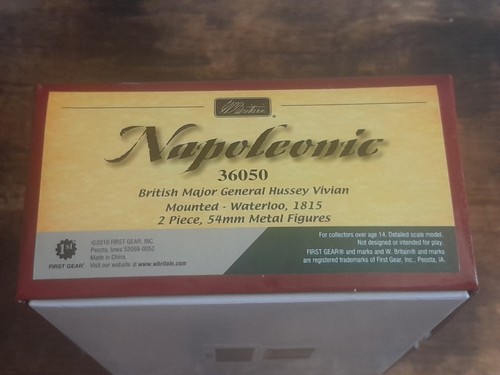 W Britain
Napoleonic
36050
British Major General Hussey Vivian
Mounted - Waterloo, 1815
2 Piece, 54mm Metal Figures
For collectors over age 14. Detailed scale model.
Not designed or intended for play.
©2010 FIRST GEAR, INC.
Peosta, Iowa 52068-0052
Made in China.
Visit our website at www.wbritain.com
FIRST GEAR®
FIRST GEAR® and marks and W. Britain® and marks
are registered trademarks of First Gear, Inc., Peosta, IA.